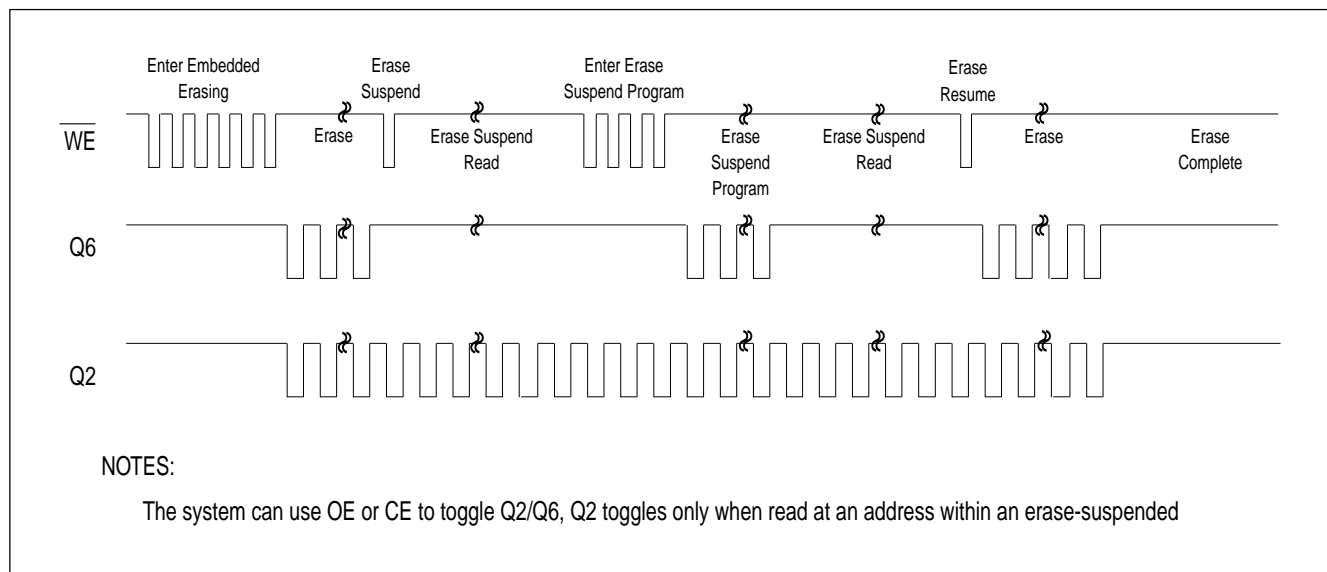 Enter Embedded
Erasing
Erase
Suspend
Enter Erase
Suspend Program
Erase
Resume
WE
Erase
Erase Suspend
Read
Erase
Suspend
Program
Erase Suspend
Read
Erase
Erase
Complete
Q6
Q2
NOTES:
The system can use OE or CE to toggle Q2/Q6, Q2 toggles only when read at an address within an erase-suspended